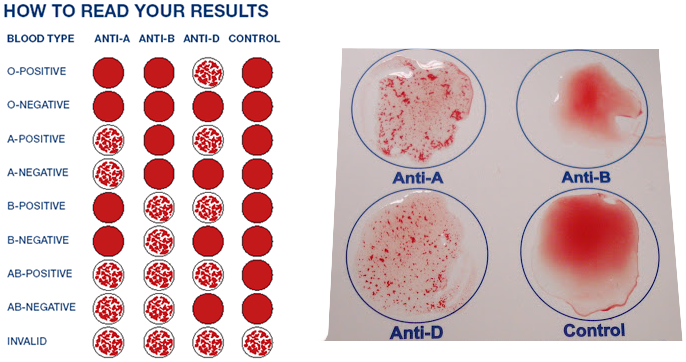 HOW TO READ YOUR RESULTS
BLOOD TYPE ANTI-A ANTI-B ANTI-D CONTROL
O-POSITIVE
O-NEGATIVE
A-POSITIVE
A-NEGATIVE
B-POSITIVE
B-NEGATIVE
AB-POSITIVE
AB-NEGATIVE
INVALID
Anti-A Anti-B
Anti-D Control